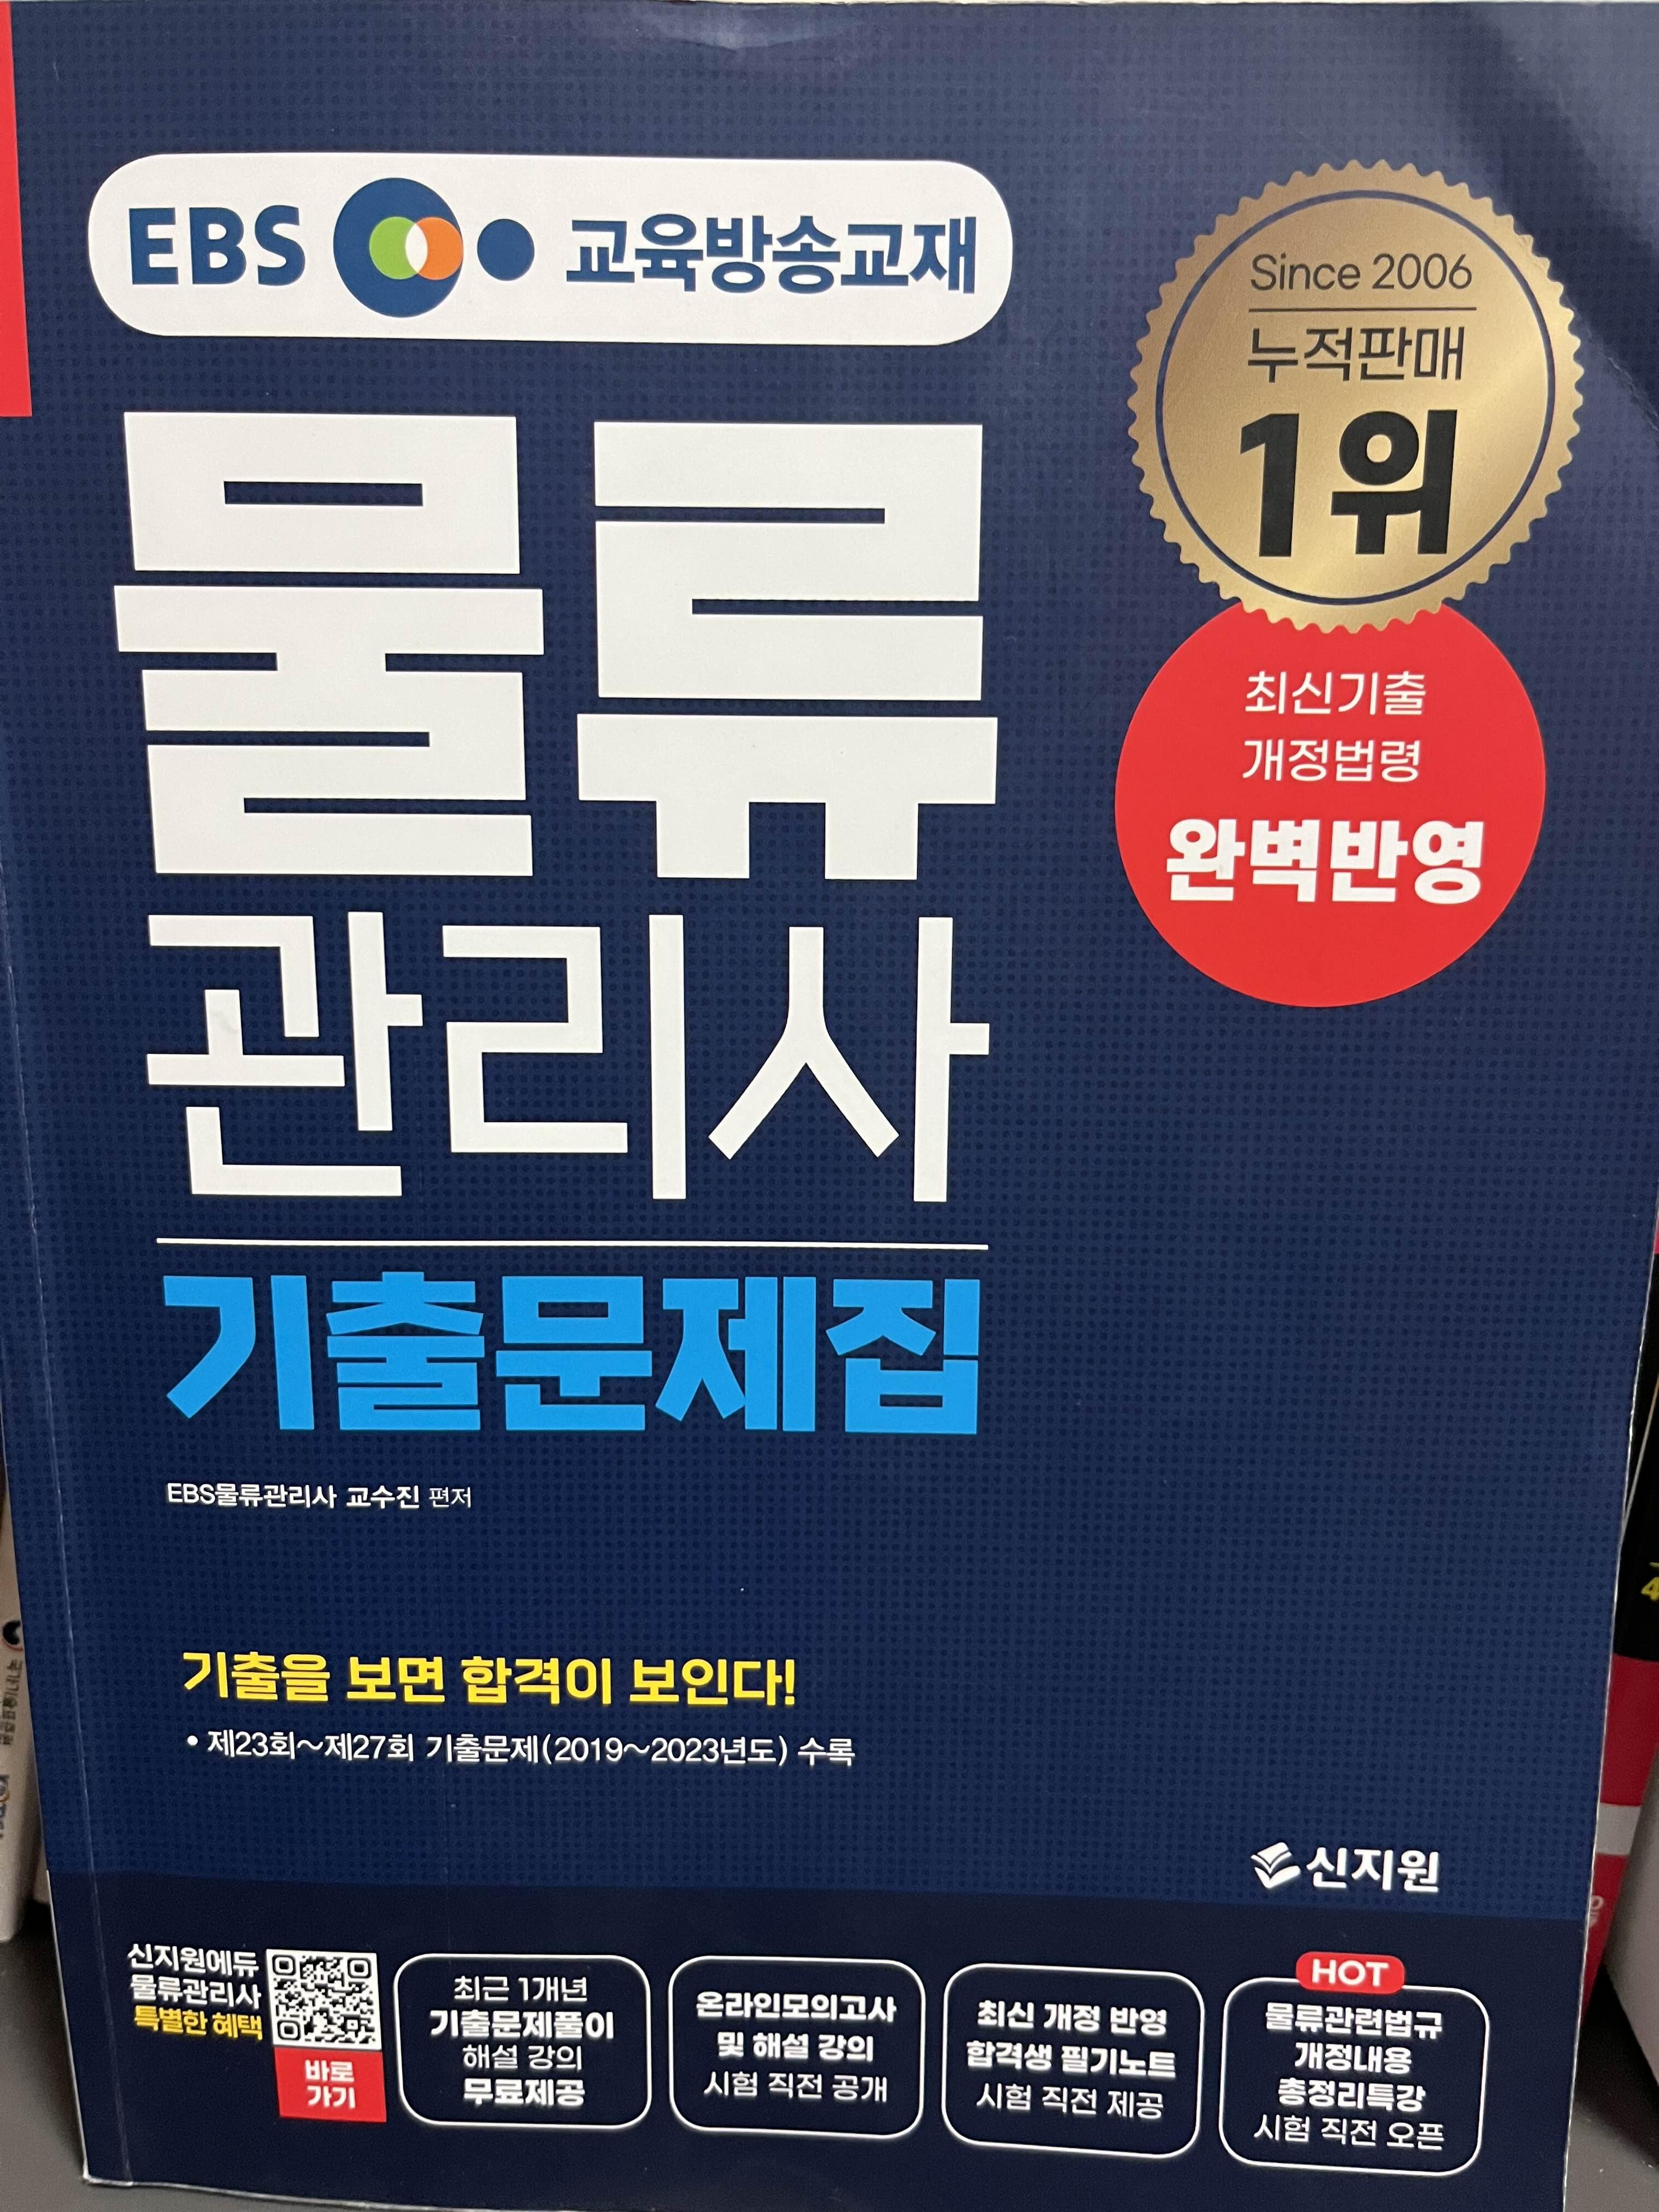 EBS 교육방송교재
Since 2006
누적판매
1위
최신기출
개정법령
완벽반영
물류
관리사
기출문제집
EBS물류관리사 교수진 편저
기출을 보면 합격이 보인다!
• 제23회~제27회 기출문제(2019~2023년도) 수록
신지원
신지원에듀
물류관리사
특별한 혜택
바로
가기
최근 1개년
기출문제풀이
해설 강의
무료제공
온라인모의고사
및 해설 강의
시험 직전 공개
최신 개정 반영
합격생 필기노트
시험 직전 제공
HOT
물류관련법규
개정내용
총정리특강
시험 직전 오픈